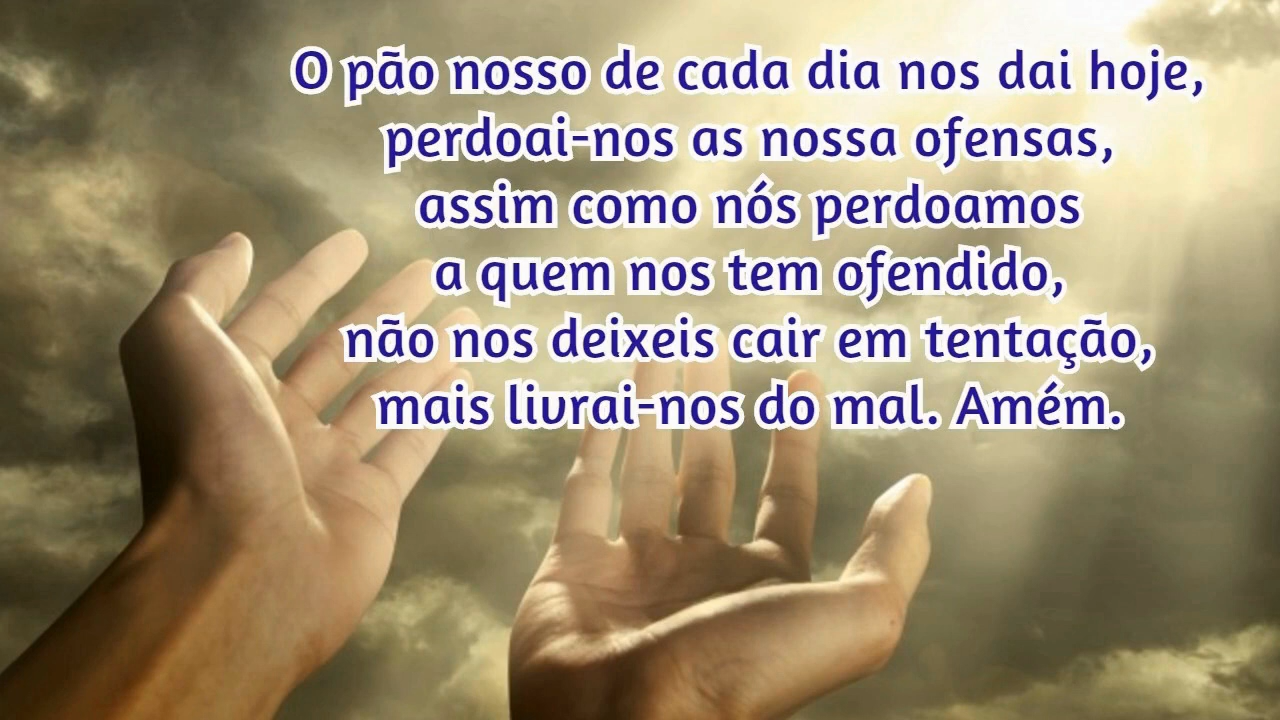 O pão nosso de cada dia nos dai hoje,
perdoai-nos as nossa ofensas,
assim como nós perdoamos
a quem nos tem ofendido,
não nos deixeis cair em tentação,
mais livrai-nos do mal. Amém.